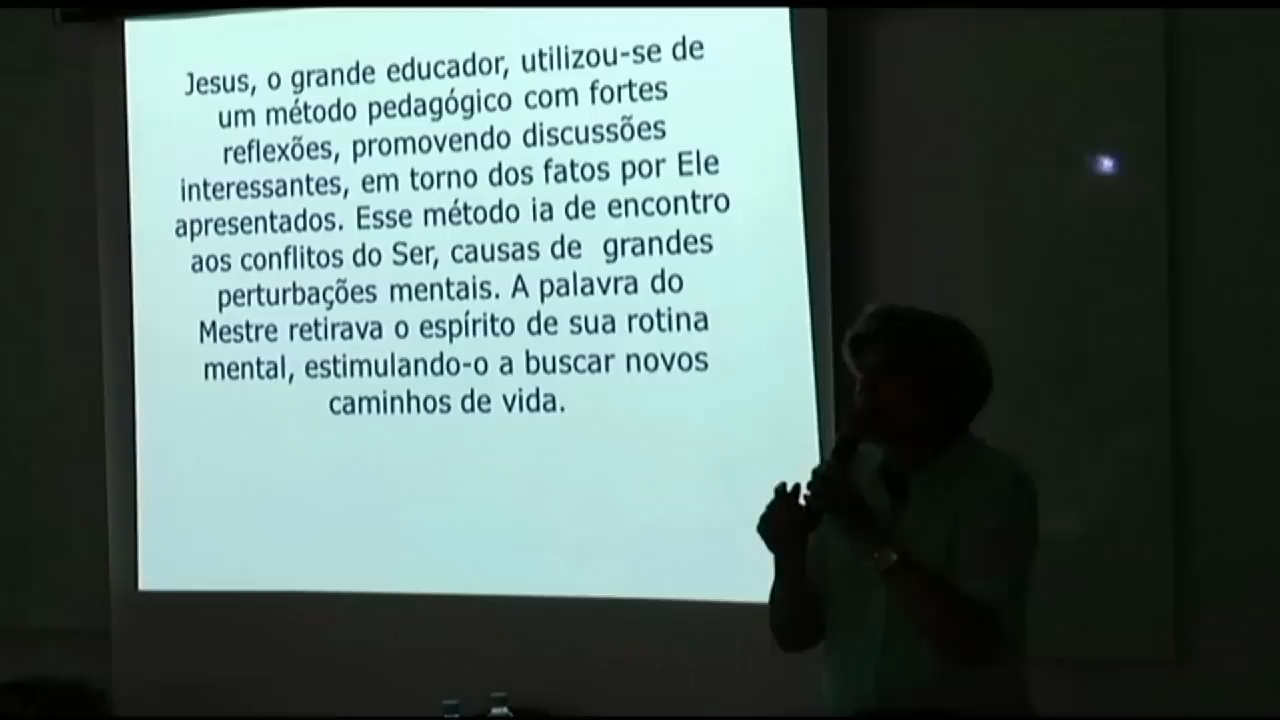 Jesus, o grande educador, utilizou-se de
um método pedagógico com fortes
reflexões, promovendo discussões
interessantes, em torno dos fatos por Ele
apresentados. Esse método ia de encontro
aos conflitos do Ser, causas de grandes
perturbações mentais. A palavra do
Mestre retirava o espírito de sua rotina
mental, estimulando-o a buscar novos
caminhos de vida.